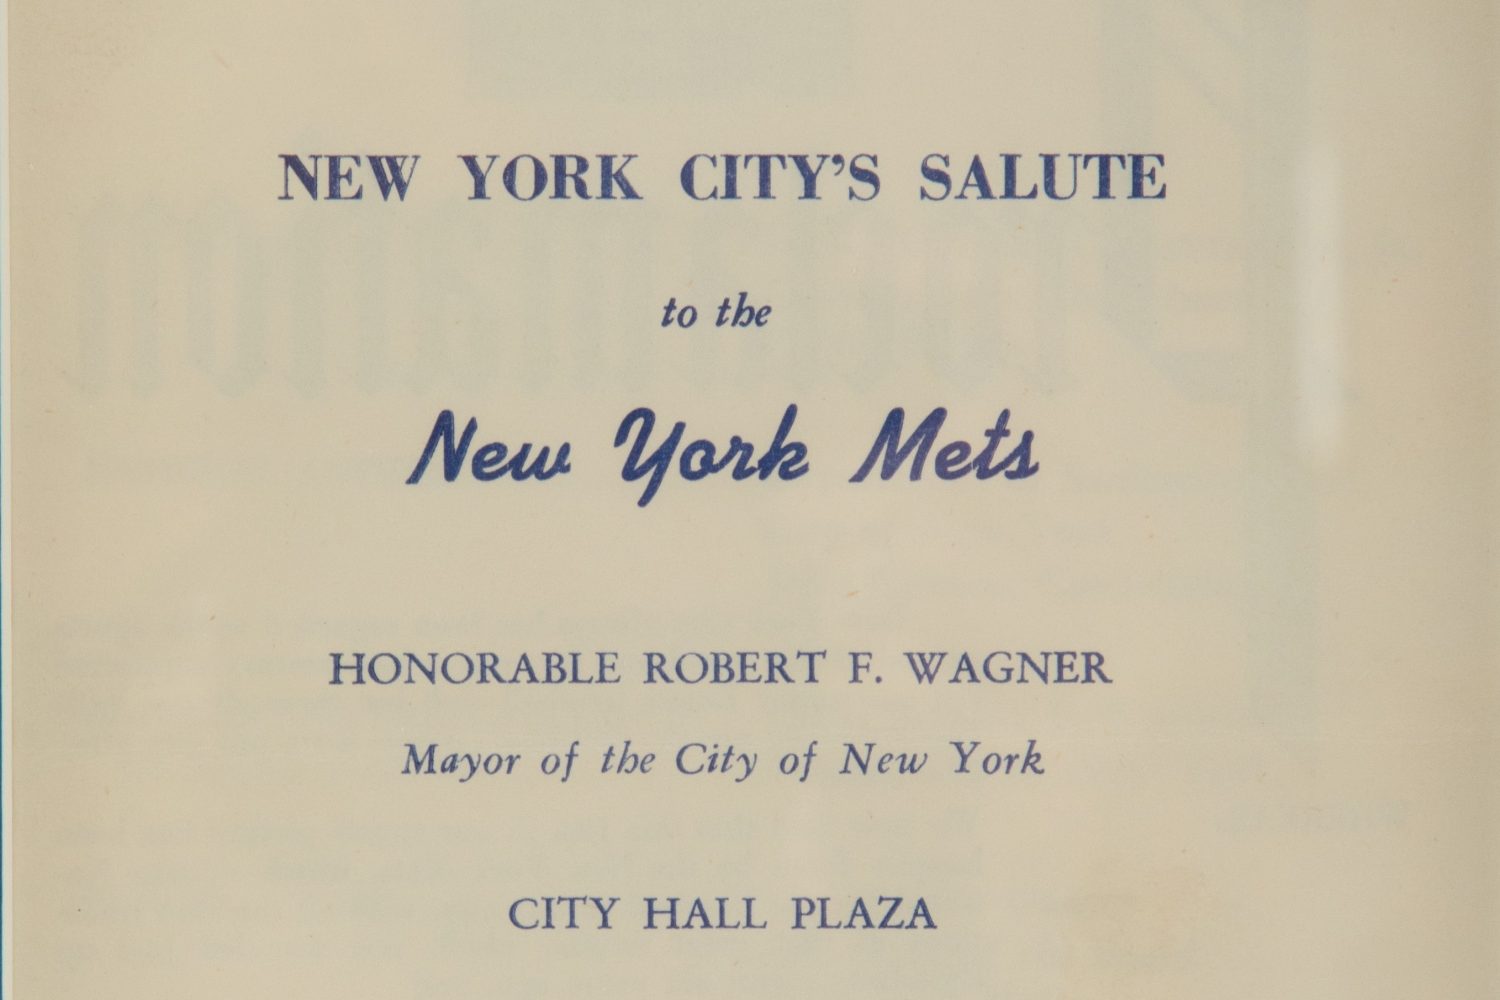 NEW YORK CITY'S SALUTE
to the
New York Mets
HONORABLE ROBERT F. WAGNER
Mayor of the City of New York
CITY HALL PLAZA